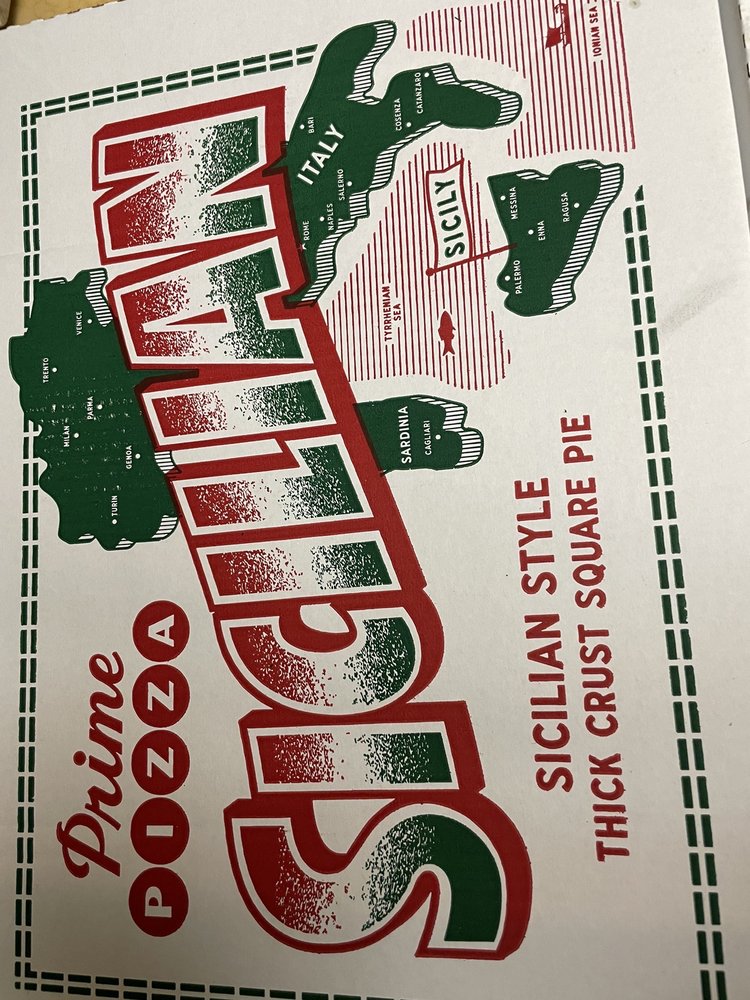 Prime
PIZZA
SICILIAN
TRENTO
VENICE
MILAN
PARMA
TURIN
GENOA
ITALY
BARI
ROME
NAPLES
SALERNO
COSENZA
CATANZARO
IONIAN SEA
TYRRHENIAN
SEA
SARDINIA
CAGLIARI
SICILY
MESSINA
PALERMO
ENNA
RAGUSA
SICILIAN STYLE
THICK CRUST SQUARE PIE